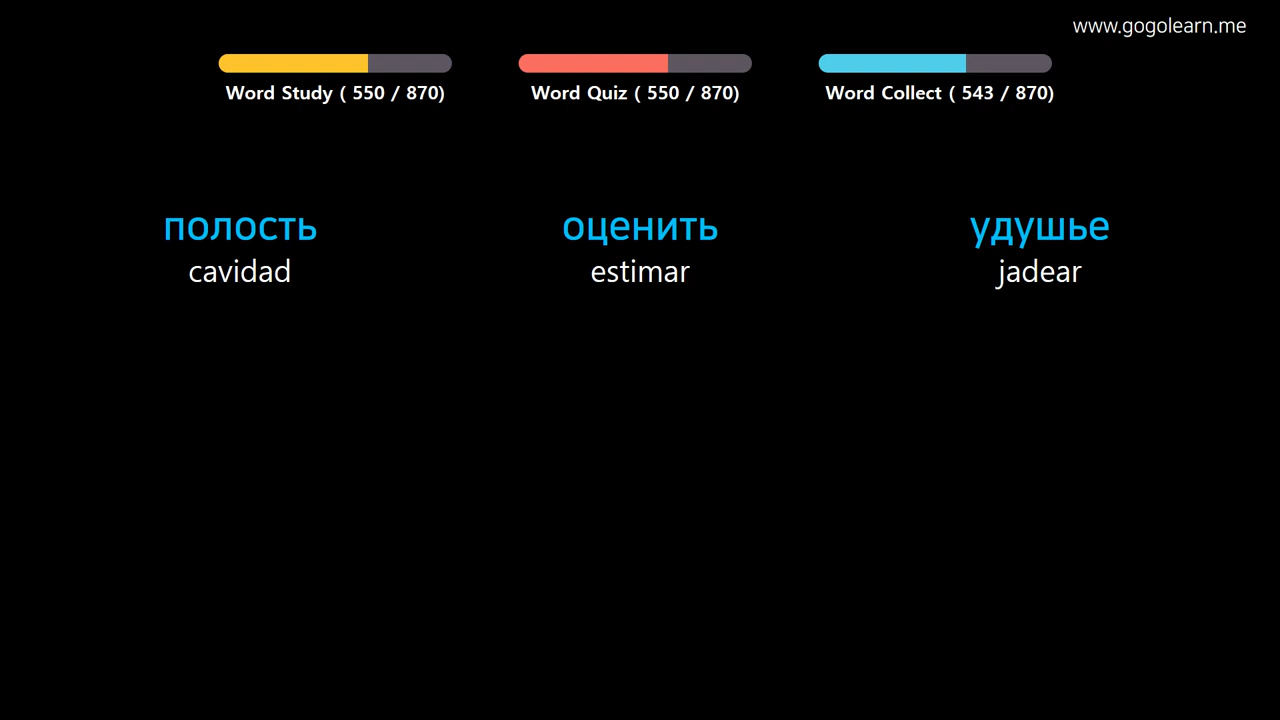 www.gogolearn.me
Word Study ( 550 / 870)
Word Quiz ( 550 / 870)
Word Collect ( 543 / 870)
полость
cavidad
оценить
estimar
удушье
jadear